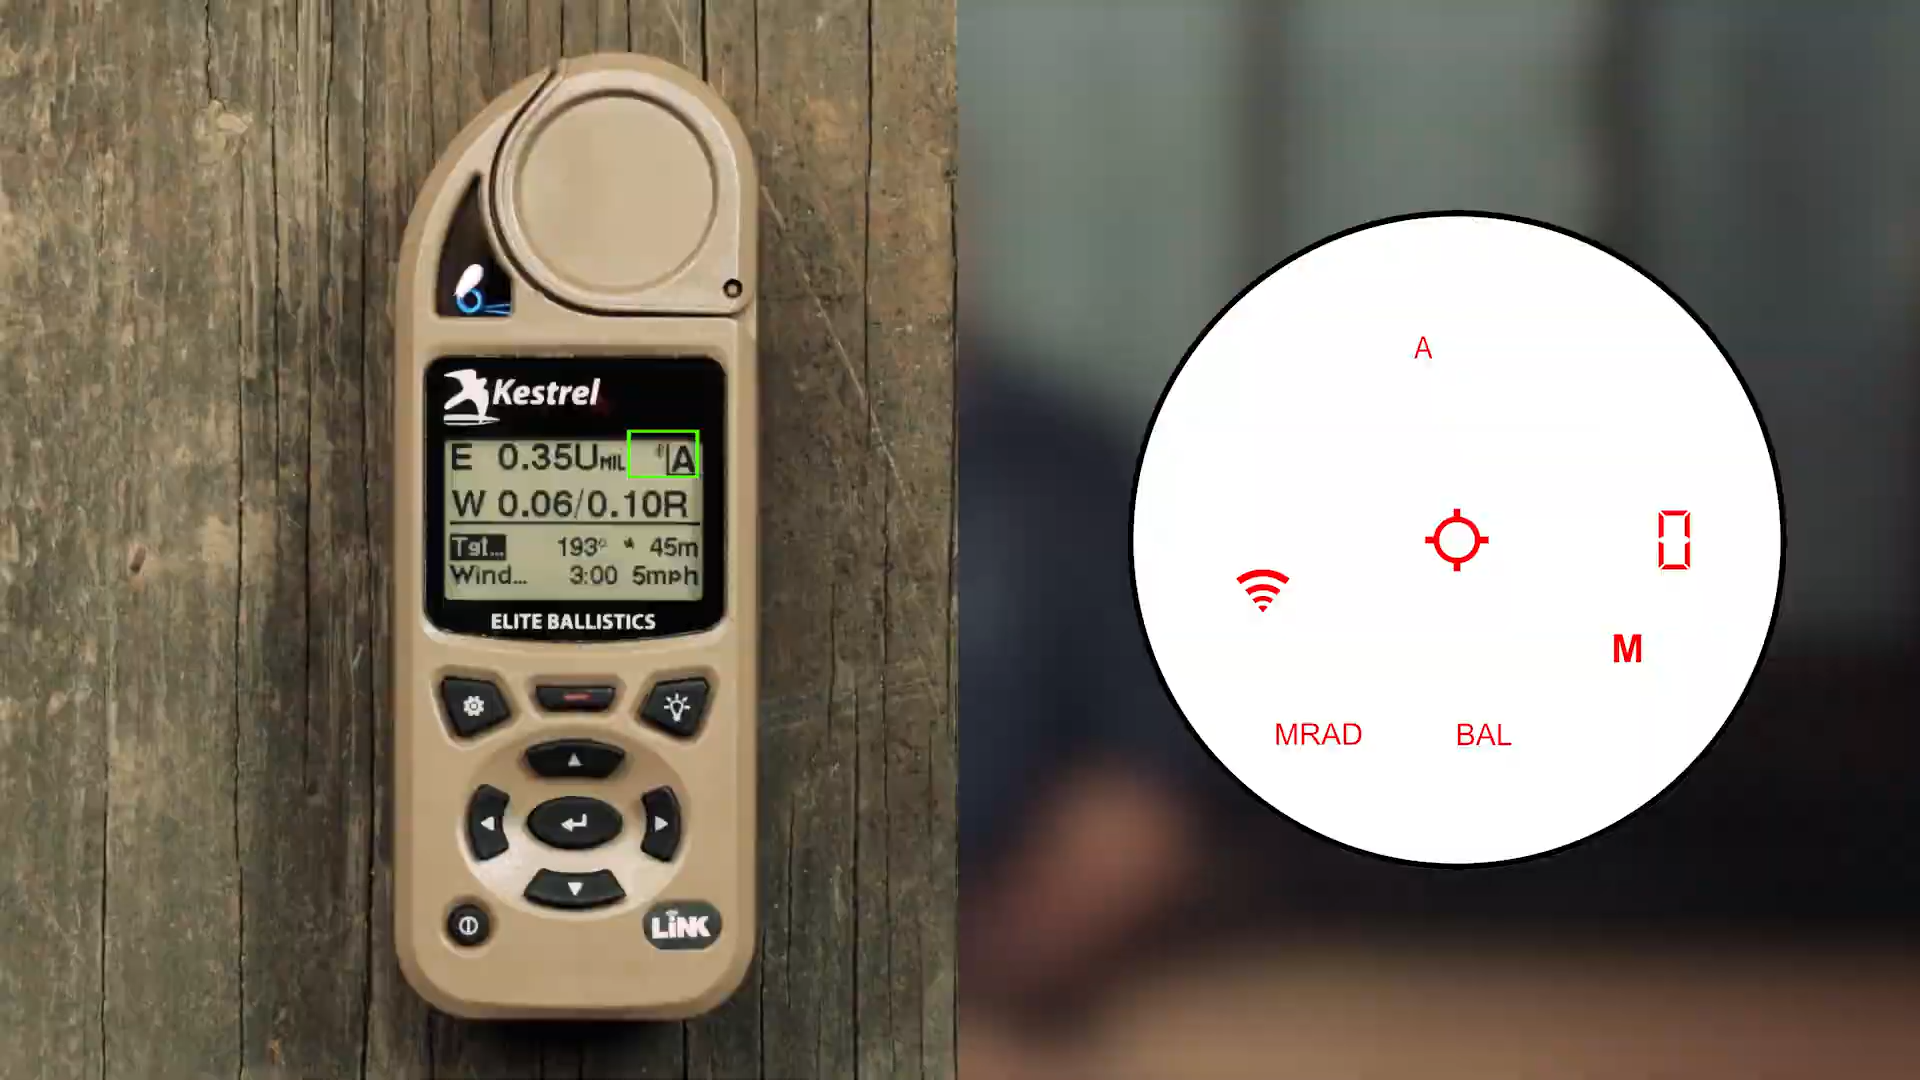 Kestrel
E 0.35U MIL A
W 0.06/0.10R
Tgt... 193° 45m
Wind... 3:00 5mph
ELITE BALLISTICS
LiNK
A
0
M
MRAD BAL